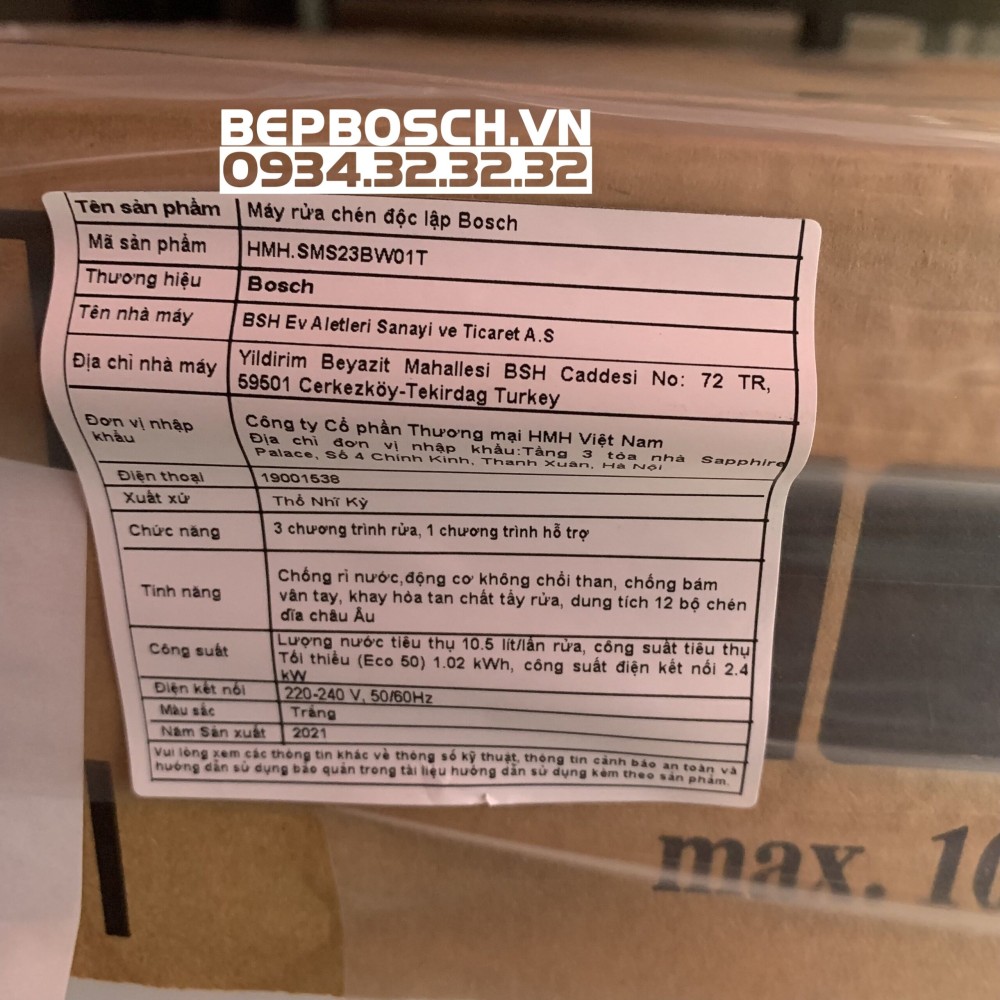 BEPBOSCH.VN
0934.32.32.32
Tên sản phẩm Máy rửa chén độc lập Bosch
Mã sản phẩm HMH.SMS23BW01T
Thương hiệu Bosch
Tên nhà máy BSH Ev Aletleri Sanayi ve Ticaret A.S
Địa chỉ nhà máy Yildirim Beyazit Mahallesi BSH Caddesi No: 72 TR,
59501 Cerkezköy-Tekirdag Turkey
Đơn vị nhập
khẩu
Công ty Cổ phần Thương mại HMH Việt Nam
Địa chỉ đơn vị nhập khẩu:Tầng 3 tòa nhà Sapphire
Palace, Số 4 Chính Kinh, Thanh Xuân, Hà Nội
Điện thoại 19001538
Xuất xứ Thổ Nhĩ Kỳ
Chức năng 3 chương trình rửa, 1 chương trình hỗ trợ
Tính năng
Chống rỉ nước,động cơ không chổi than, chống bám
vân tay, khay hòa tan chất tẩy rửa, dung tích 12 bộ chén
đĩa châu Âu
Công suất
Lượng nước tiêu thụ 10.5 lít/lần rửa, công suất tiêu thụ
Tối thiểu (Eco 50) 1.02 kWh, công suất điện kết nối 2.4
kW
Điện kết nối 220-240 V, 50/60Hz
Màu sắc Trắng
Năm Sản xuất 2021
Vui lòng xem các thông tin khác về thông số kỹ thuật, thông tin cảnh báo an toàn và
hướng dẫn sử dụng bảo quản trong tài liệu hướng dẫn sử dụng kèm theo sản phẩm.
max. 10